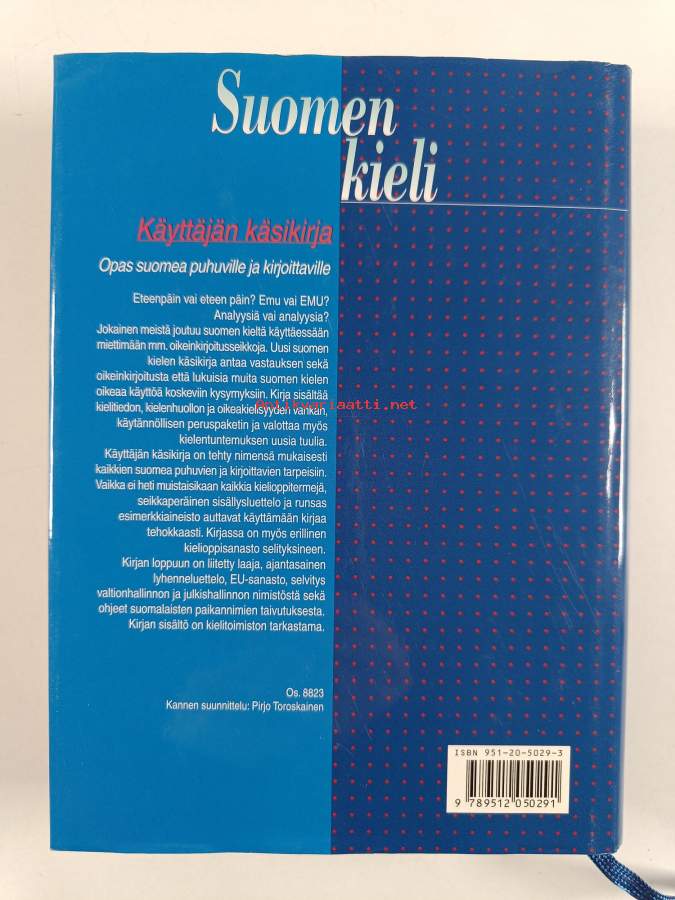 Suomen
kieli
Käyttäjän käsikirja
Opas suomea puhuville ja kirjoittaville
Eteenpäin vai eteen päin? Emu vai EMU?
Analyysiä vai analyysia?
Jokainen meistä joutuu suomen kieltä käyttäessään
miettimään mm. oikeinkirjoitusseikkoja. Uusi suomen
kielen käsikirja antaa vastauksen sekä
oikeinkirjoitusta että lukuisia muita suomen kielen
oikeaa käyttöä koskeviin kysymyksiin. Kirja sisältää
Antikvariaatti.net
kielitiedon, kielenhuollon ja oikeakielisyyden vankan,
käytännöllisen peruspaketin ja valottaa myös
kielentuntemuksen uusia tuulia.
Käyttäjän käsikirja on tehty nimensä mukaisesti
kaikkien suomea puhuvien ja kirjoittavien tarpeisiin.
Vaikka ei heti muistaisikaan kaikkia kielioppitermejä,
seikkaperäinen sisällysluettelo ja runsas
esimerkkiaineisto auttavat käyttämään kirjaa
tehokkaasti. Kirjassa on myös erillinen
kielioppisanasto selityksineen.
Kirjan loppuun on liitetty laaja, ajantasainen
lyhenneluettelo, EU-sanasto, selvitys
valtionhallinnon ja julkishallinnon nimistöstä sekä
ohjeet suomalaisten paikannimien taivutuksesta.
Kirjan sisältö on kielitoimiston tarkastama.
Os. 8823
Kannen suunnittelu: Pirjo Toroskainen
ISBN 951-20-5029-3
9 789512 050291